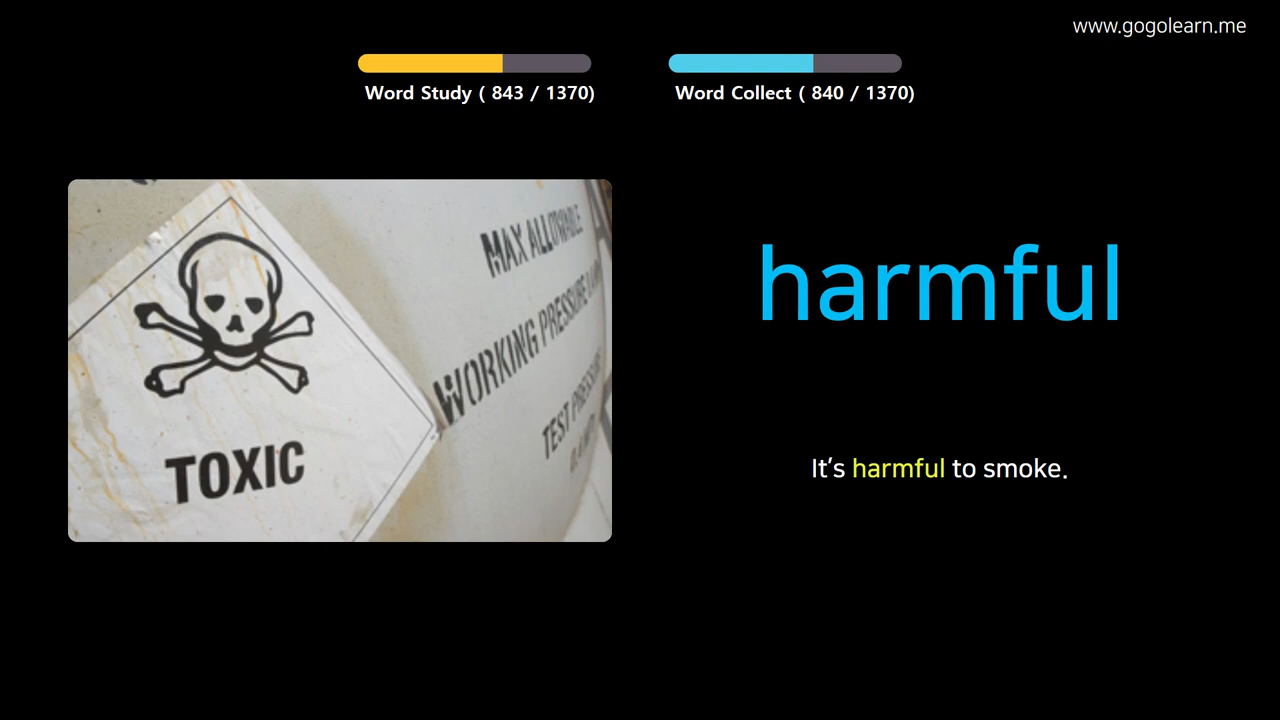 www.gogolearn.me
Word Study ( 843 / 1370)
Word Collect ( 840 / 1370)
MAX ALLOWABLE
WORKING PRESSURE
TEST PRESSURE
TOXIC
harmful
It's harmful to smoke.